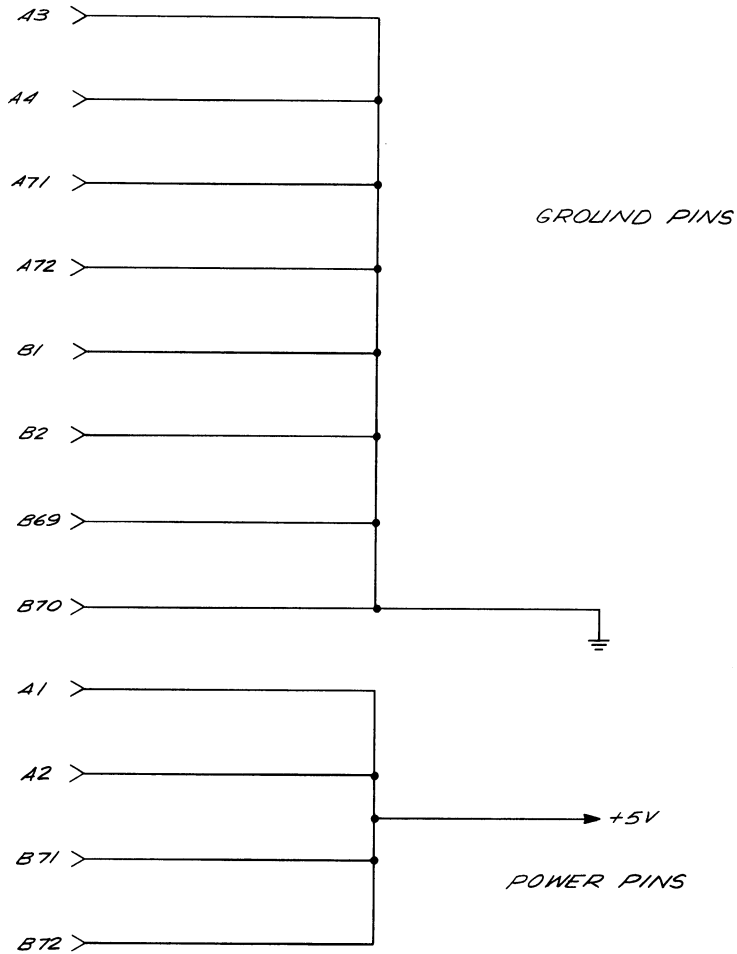 A3
A4
A71
GROUND PINS
A72
B1
B2
B69
B70
A1
A2
+5V
B71
POWER PINS
B72